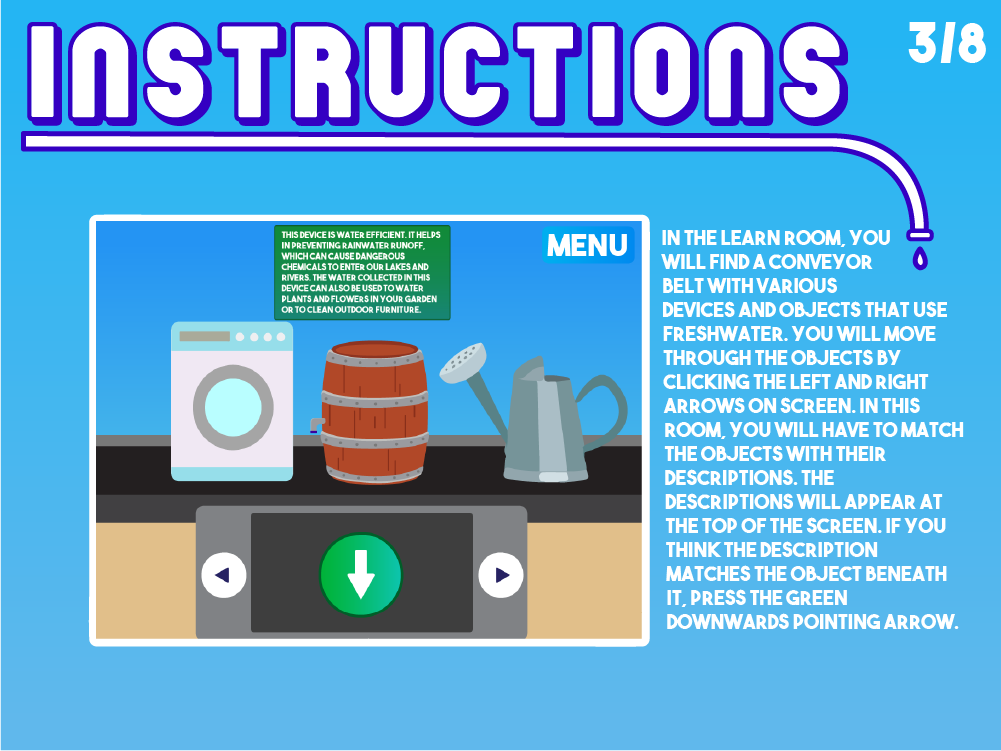 INSTRUCTIONS
3/8
THIS DEVICE IS WATER EFFICIENT. IT HELPS
IN PREVENTING RAINWATER RUNOFF,
WHICH CAN CAUSE DANGEROUS
CHEMICALS TO ENTER OUR LAKES AND
RIVERS. THE WATER COLLECTED IN THIS
DEVICE CAN ALSO BE USED TO WATER
PLANTS AND FLOWERS IN YOUR GARDEN
OR TO CLEAN OUTDOOR FURNITURE.
MENU
IN THE LEARN ROOM, YOU
WILL FIND A CONVEYOR
BELT WITH VARIOUS
DEVICES AND OBJECTS THAT USE
FRESHWATER. YOU WILL MOVE
THROUGH THE OBJECTS BY
CLICKING THE LEFT AND RIGHT
ARROWS ON SCREEN. IN THIS
ROOM, YOU WILL HAVE TO MATCH
THE OBJECTS WITH THEIR
DESCRIPTIONS. THE
DESCRIPTIONS WILL APPEAR AT
THE TOP OF THE SCREEN. IF YOU
THINK THE DESCRIPTION
MATCHES THE OBJECT BENEATH
IT, PRESS THE GREEN
DOWNWARDS POINTING ARROW.